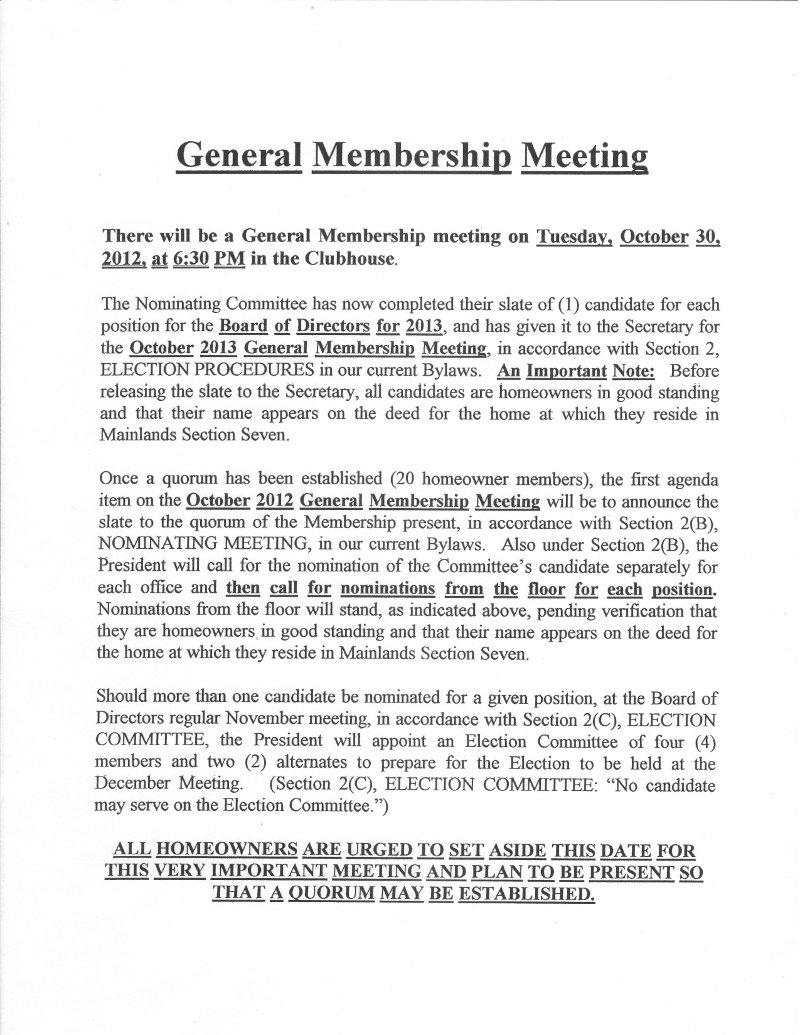 General Membership Meeting
There will be a General Membership meeting on Tuesday, October 30,
2012, at 6:30 PM in the Clubhouse.
The Nominating Committee has now completed their slate of (1) candidate for each
position for the Board of Directors for 2013, and has given it to the Secretary for
the October 2013 General Membership Meeting, in accordance with Section 2,
ELECTION PROCEDURES in our current Bylaws. An Important Note: Before
releasing the slate to the Secretary, all candidates are homeowners in good standing
and that their name appears on the deed for the home at which they reside in
Mainlands Section Seven.
Once a quorum has been established (20 homeowner members), the first agenda
item on the October 2012 General Membership Meeting will be to announce the
slate to the quorum of the Membership present, in accordance with Section 2(B),
NOMINATING MEETING, in our current Bylaws. Also under Section 2(B), the
President will call for the nomination of the Committee's candidate separately for
each office and then call for nominations from the floor for each position.
Nominations from the floor will stand, as indicated above, pending verification that
they are homeowners in good standing and that their name appears on the deed for
the home at which they reside in Mainlands Section Seven.
Should more than one candidate be nominated for a given position, at the Board of
Directors regular November meeting, in accordance with Section 2(C), ELECTION
COMMITTEE, the President will appoint an Election Committee of four (4)
members and two (2) alternates to prepare for the Election to be held at the
December Meeting. (Section 2(C), ELECTION COMMITTEE: "No candidate
may serve on the Election Committee.")
ALL HOMEOWNERS ARE URGED TO SET ASIDE THIS DATE FOR
THIS VERY IMPORTANT MEETING AND PLAN TO BE PRESENT SO
THAT A QUORUM MAY BE ESTABLISHED.